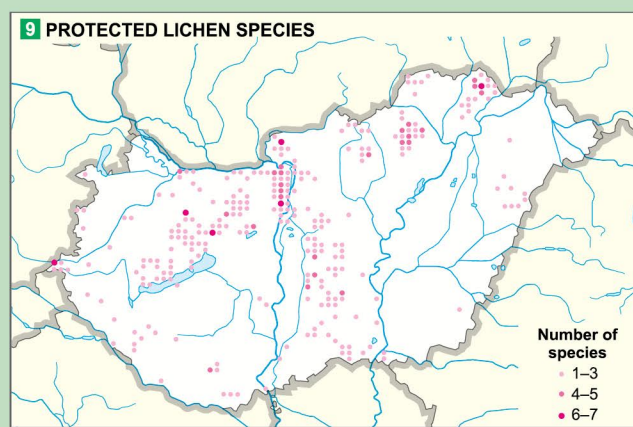 9 PROTECTED LICHEN SPECIES
Number of
species
1–3
4–5
6–7